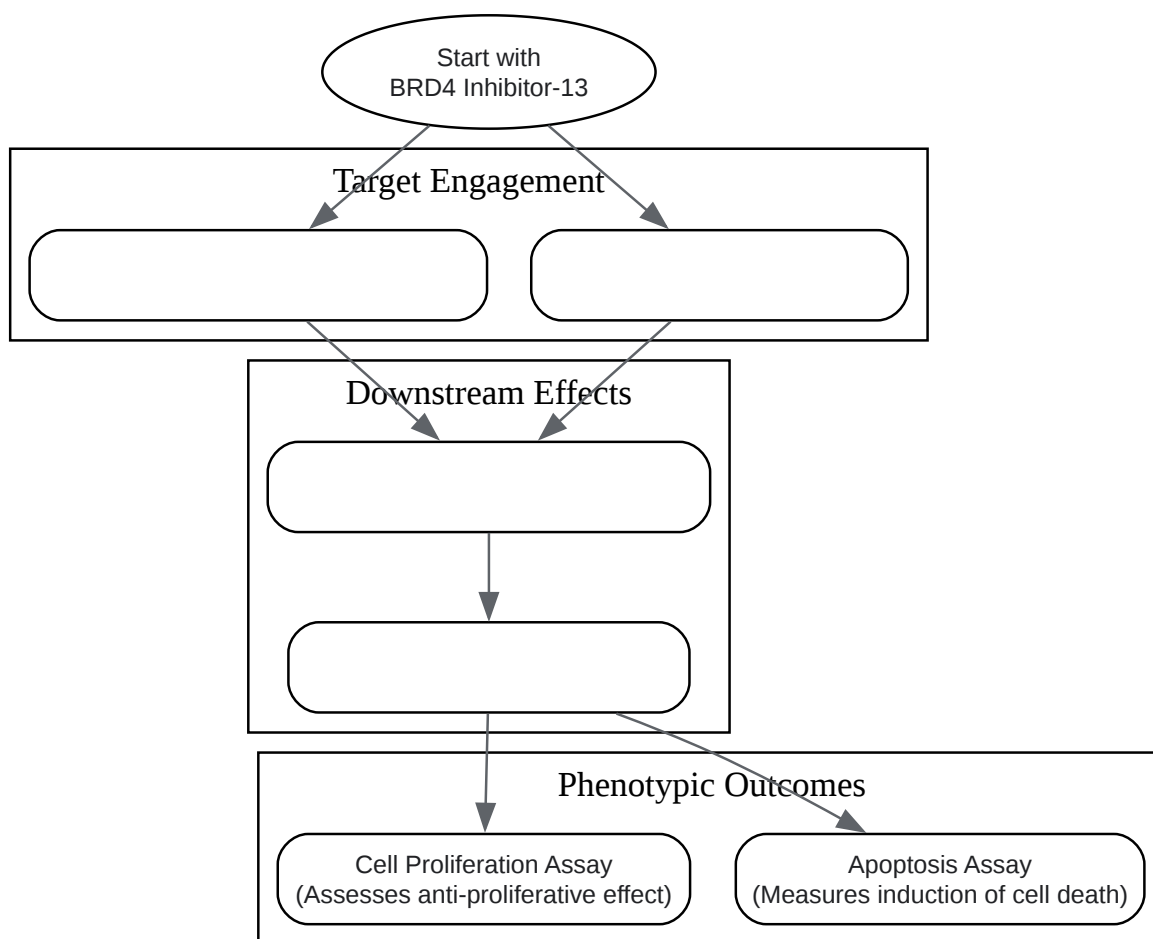 Start with
BRD4 Inhibitor-13
Target Engagement
Downstream Effects
Phenotypic Outcomes
Cell Proliferation Assay
(Assesses anti-proliferative effect)
Apoptosis Assay
(Measures induction of cell death)